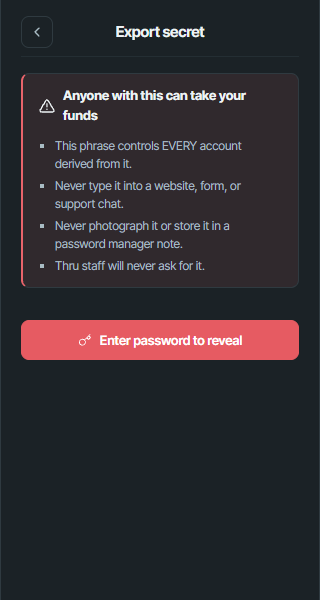 Export secret
Anyone with this can take your
funds
This phrase controls EVERY account
derived from it.
Never type it into a website, form, or
support chat.
Never photograph it or store it in a
password manager note.
Thru staff will never ask for it.
Enter password to reveal